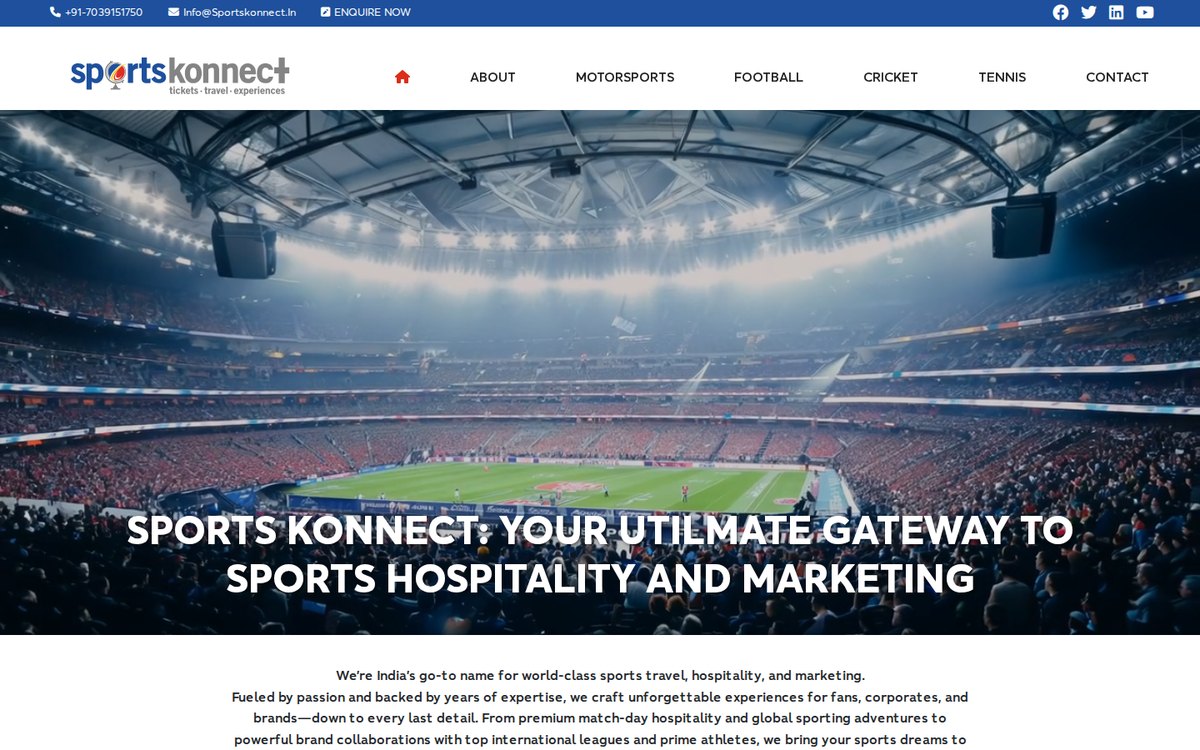 +91-7039151750
Info@Sportskonnect.In
ENQUIRE NOW
sportskonnect
tickets · travel · experiences
ABOUT
MOTORSPORTS
FOOTBALL
CRICKET
TENNIS
CONTACT
SPORTS KONNECT: YOUR UTILMATE GATEWAY TO
SPORTS HOSPITALITY AND MARKETING
We’re India’s go-to name for world-class sports travel, hospitality, and marketing.
Fueled by passion and backed by years of expertise, we craft unforgettable experiences for fans, corporates, and
brands—down to every last detail. From premium match-day hospitality and global sporting adventures to
powerful brand collaborations with top international leagues and prime athletes, we bring your sports dreams to